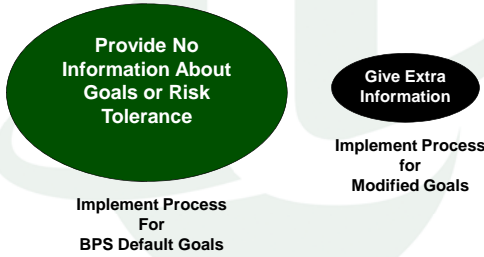 Provide No
Information About
Goals or Risk
Tolerance
Implement Process
For
BPS Default Goals
Give Extra
Information
Implement Process
for
Modified Goals